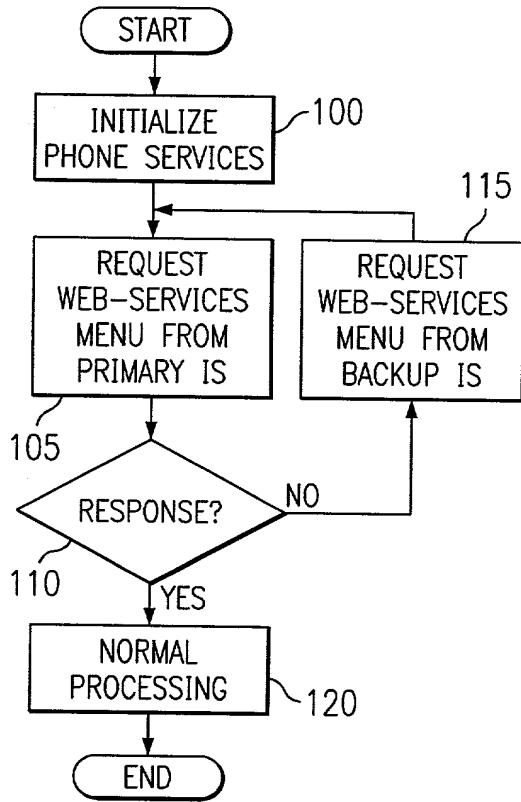 START
INITIALIZE
PHONE SERVICES
100
REQUEST
WEB-SERVICES
MENU FROM
PRIMARY IS
105
115
REQUEST
WEB-SERVICES
MENU FROM
BACKUP IS
RESPONSE?
NO
110
YES
NORMAL
PROCESSING
120
END